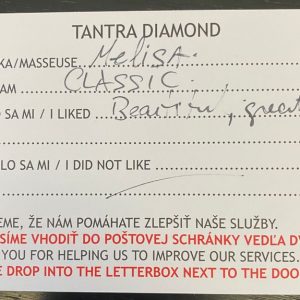 TANTRA DIAMOND
KA/MASSEUSE Melisa.
AM CLASSIC.
O SA MI / I LIKED great
LO SA MI / I DID NOT LIKE
EME, ŽE NÁM POMÁHATE ZLEPŠIŤ NAŠE SLUŽBY.
SÍME VHODIŤ DO POŠTOVEJ SCHRÁNKY VEDĽA DV
YOU FOR HELPING US TO IMPROVE OUR SERVICES.
E DROP INTO THE LETTERBOX NEXT TO THE DOO